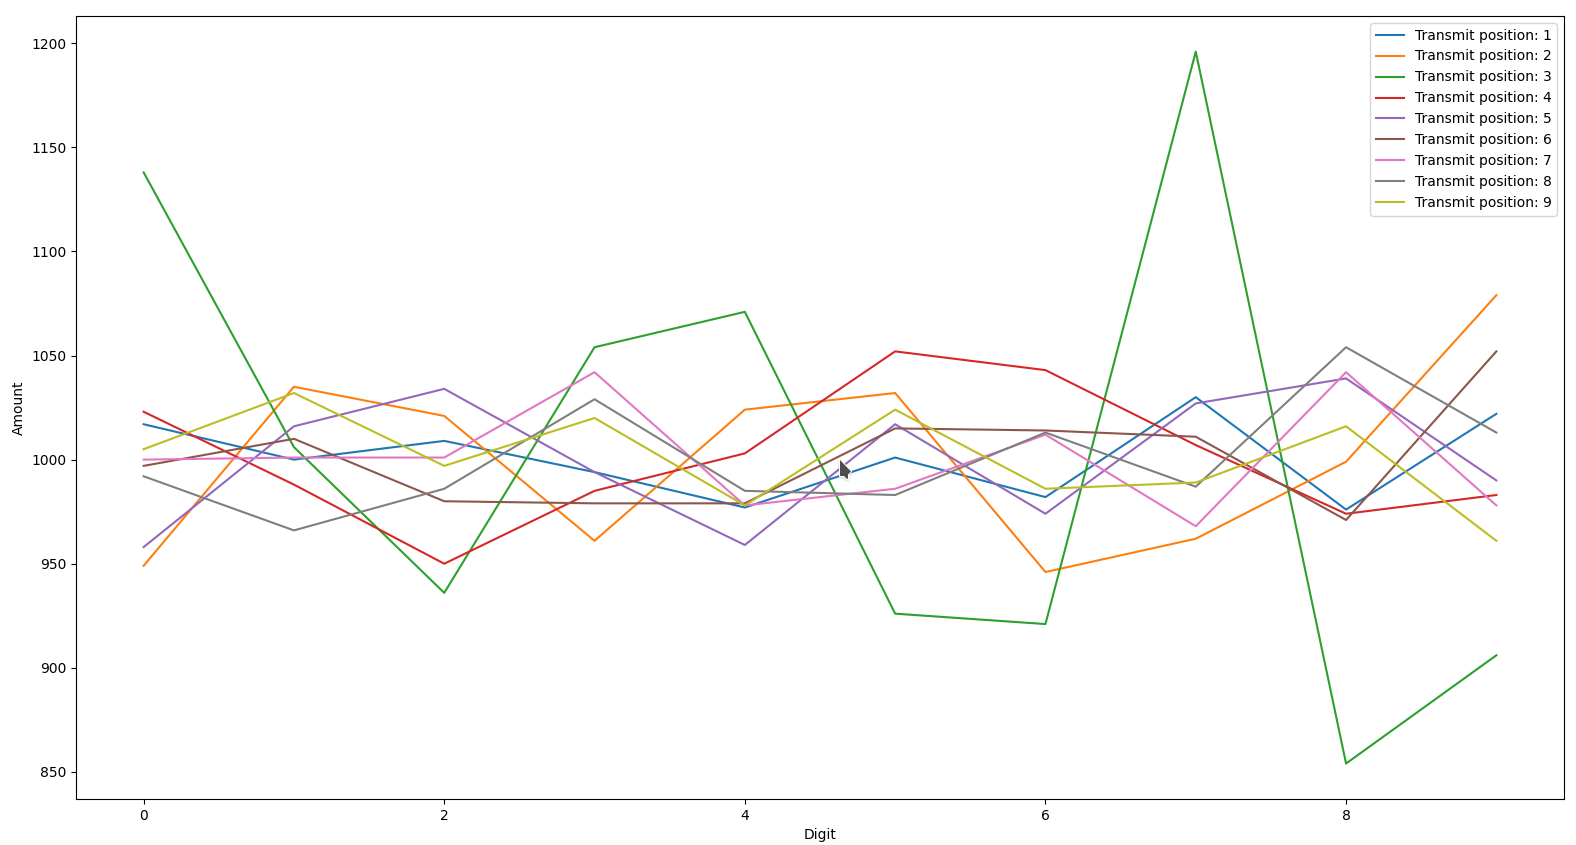 1200
1150
1100
1050
1000
950
900
850
Amount
0 2 4 6 8
Digit
Transmit position: 1
Transmit position: 2
Transmit position: 3
Transmit position: 4
Transmit position: 5
Transmit position: 6
Transmit position: 7
Transmit position: 8
Transmit position: 9